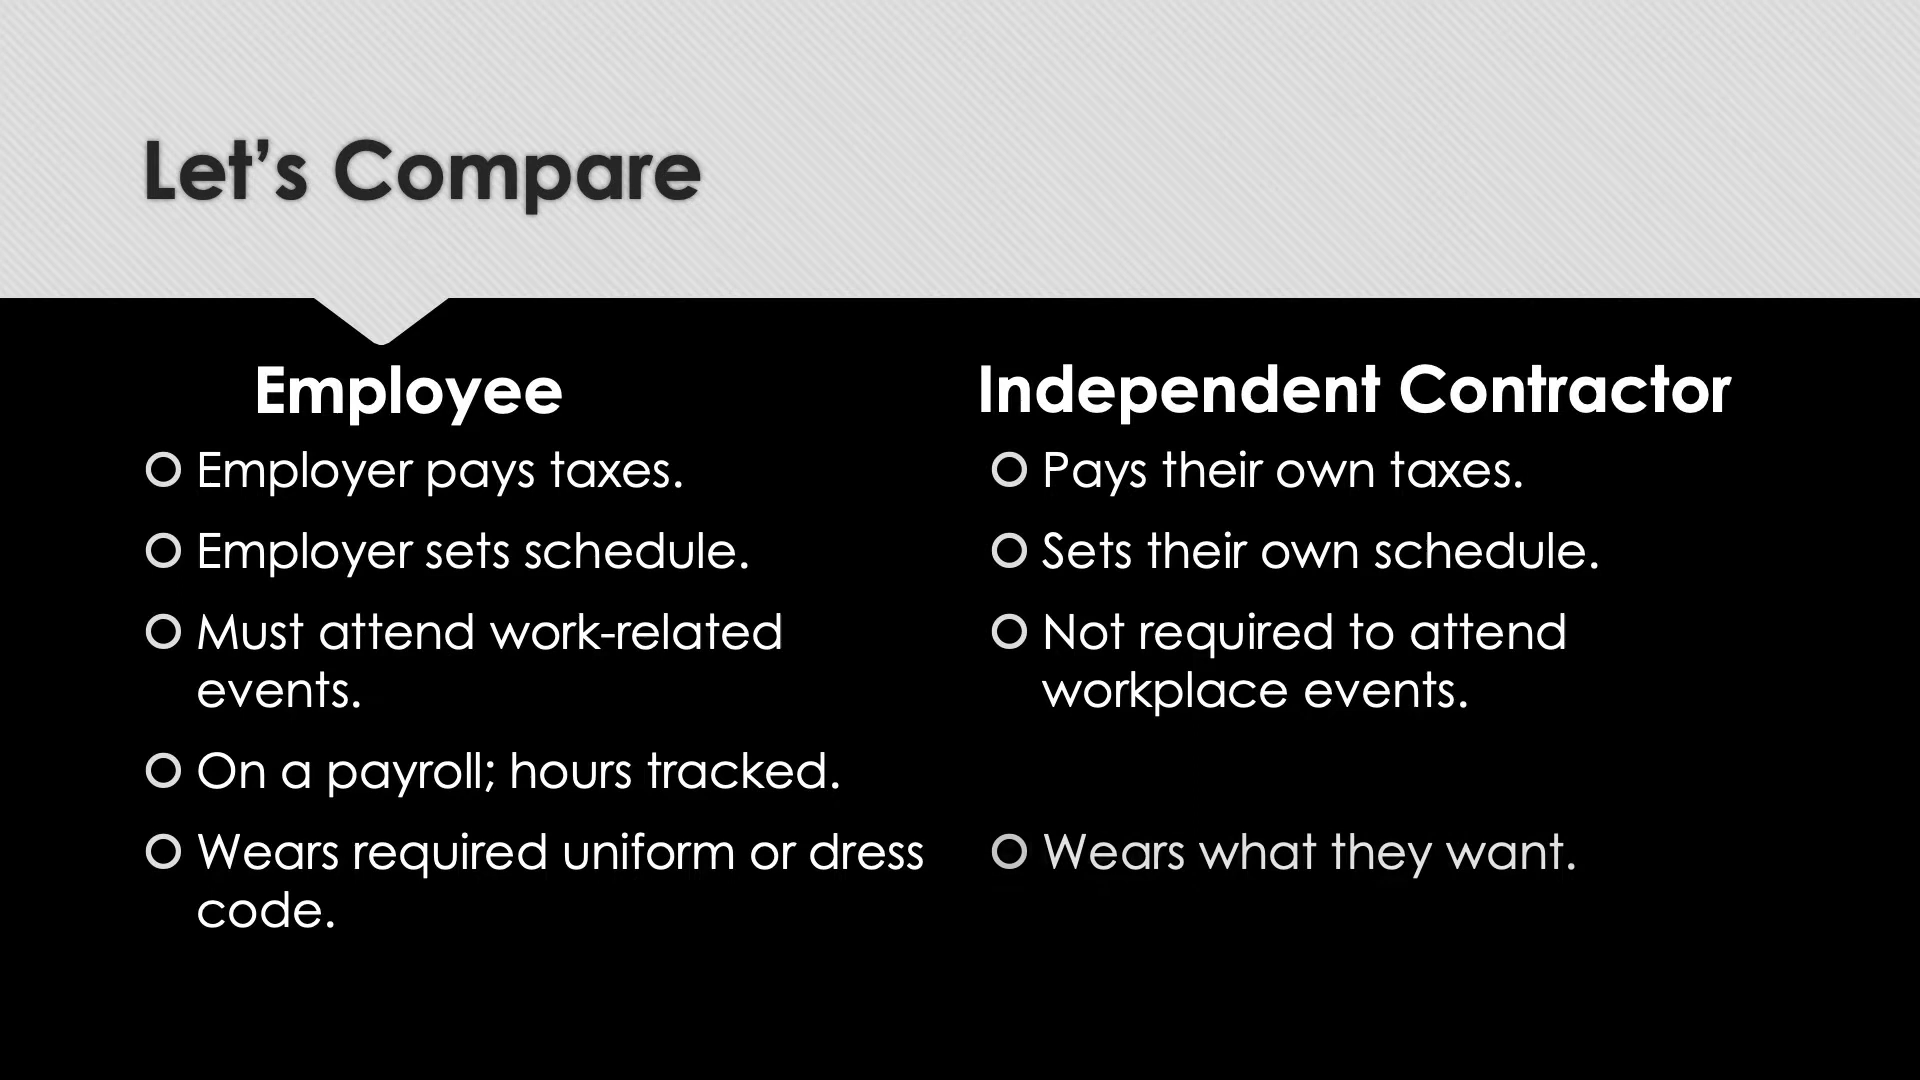 Let’s Compare
Employee
Employer pays taxes.
Employer sets schedule.
Must attend work-related
events.
On a payroll; hours tracked.
Wears required uniform or dress
code.
Independent Contractor
Pays their own taxes.
Sets their own schedule.
Not required to attend
workplace events.
Wears what they want.